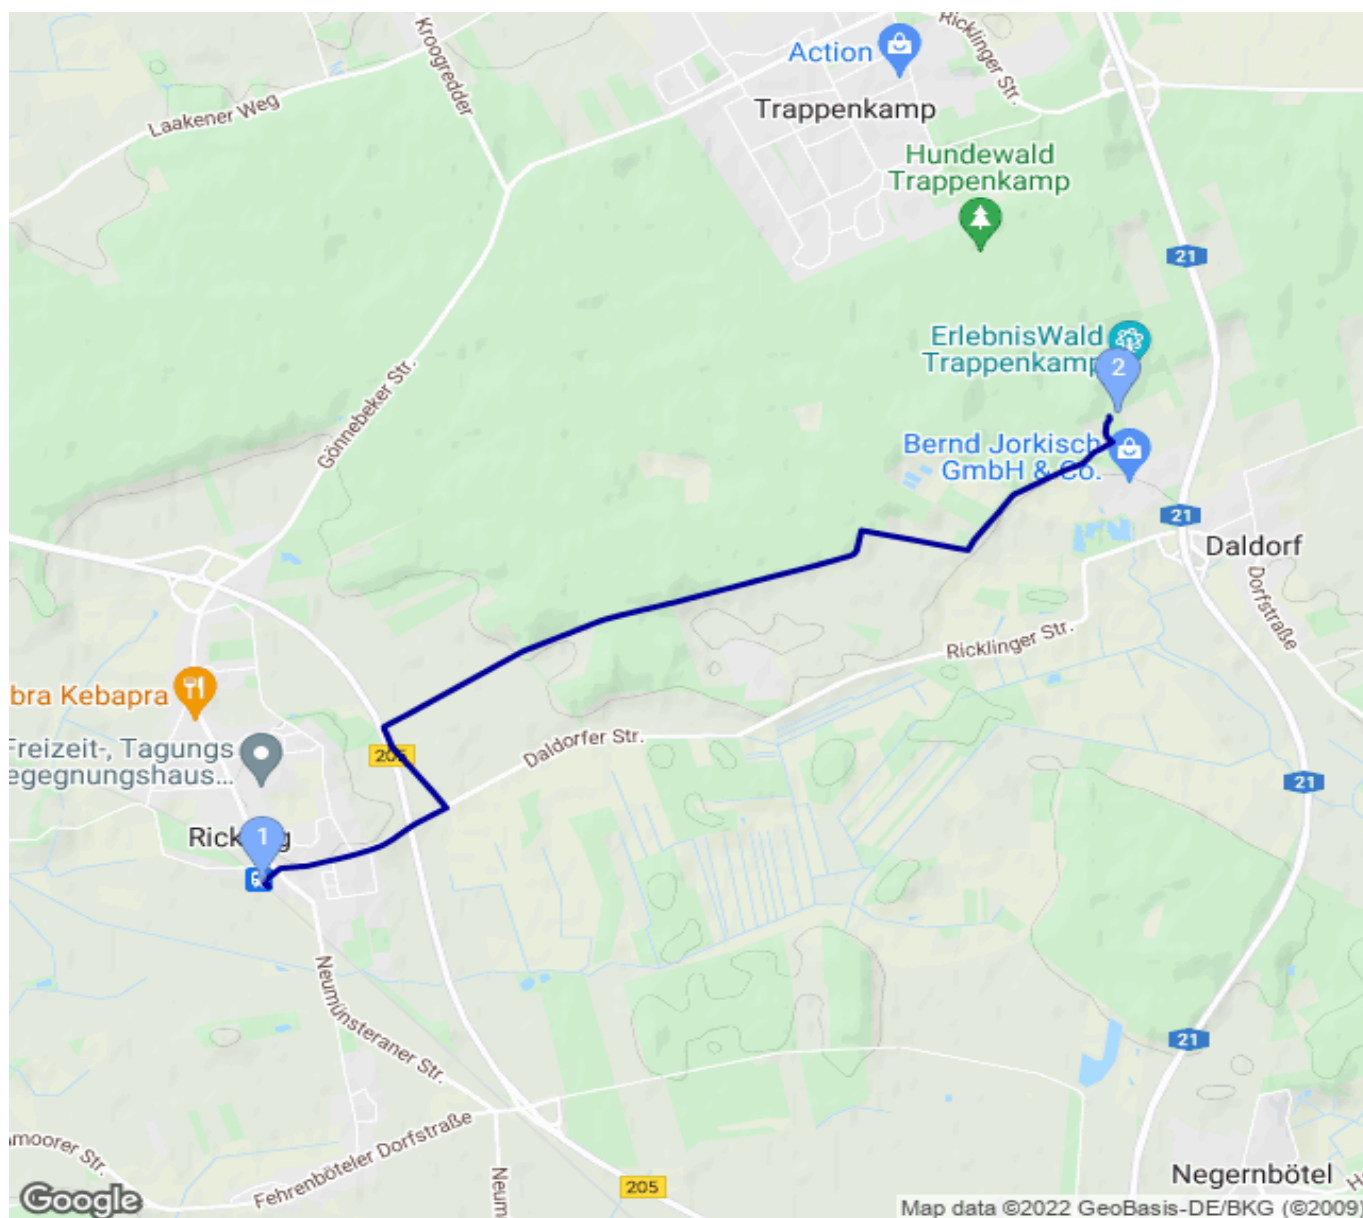 Kroogredder
Ricklinger Str.
Action
Trappenkamp
Laakener Weg
Hundewald
Trappenkamp
21
ErlebnisWald
Trappenkamp
2
Gönnebeker Str.
Bernd Jorkisch
GmbH & Co.
21
Daldorf
Dorfstraße
Ricklinger Str.
bra Kebapra
Daldorfer Str.
Freizeit-, Tagungs
egegnungshaus...
205
21
1
Neumünsteraner Str.
21
moorer Str.
Fehrenböteler Dorfstraße
Neum
205
Negernbötel
Google
Map data ©2022 GeoBasis-DE/BKG (©2009)